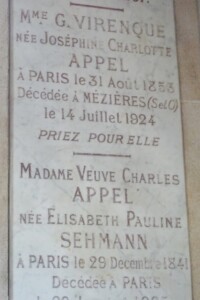 MME G. VIRENQUE
NÉE JOSÉPHINE CHARLOTTE
APPEL
À PARIS le 31 Août 1853
Décédée à MÉZIÈRES (S et O)
le 14 Juillet 1924
PRIEZ POUR ELLE
MADAME VEUVE CHARLES
APPEL
NÉE ELISABETH PAULINE
SEHMANN
À PARIS le 29 Décembre 1841
Décédée à PARIS